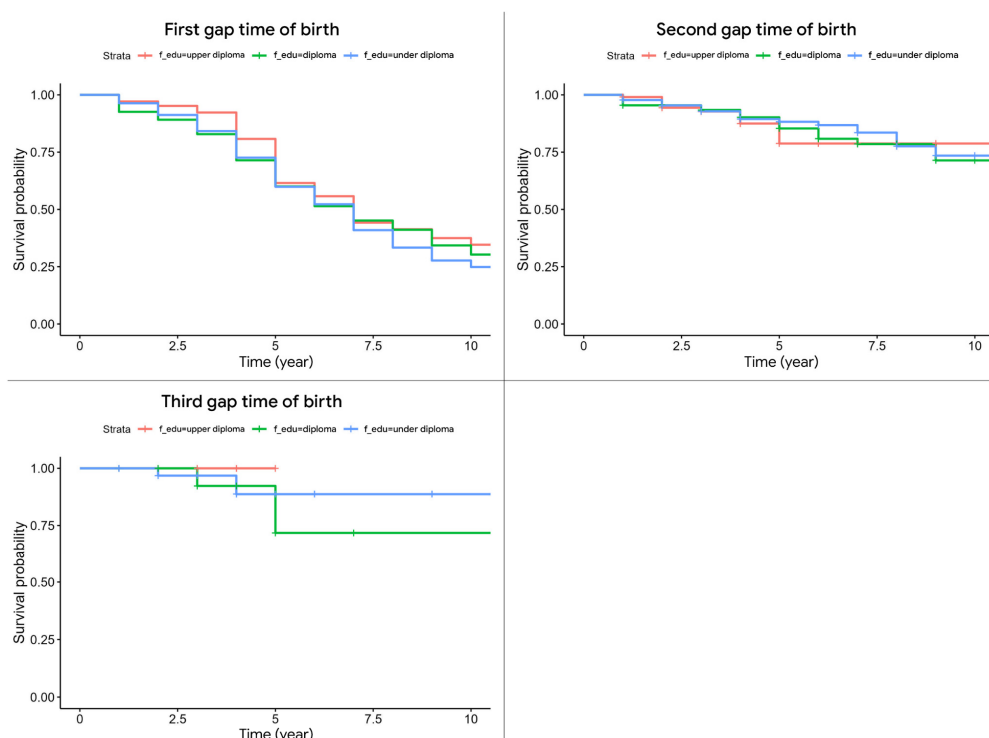 First gap time of birth
Strata f_edu=upper diploma f_edu=diploma f_edu=under diploma
Survival probability
1.00
0.75
0.50
0.25
0.00
0 2.5 5 7.5 10
Time (year)
Second gap time of birth
Strata f_edu=upper diploma f_edu=diploma f_edu=under diploma
Survival probability
1.00
0.75
0.50
0.25
0.00
0 2.5 5 7.5 10
Time (year)
Third gap time of birth
Strata f_edu=upper diploma f_edu=diploma f_edu=under diploma
Survival probability
1.00
0.75
0.50
0.25
0.00
0 2.5 5 7.5 10
Time (year)